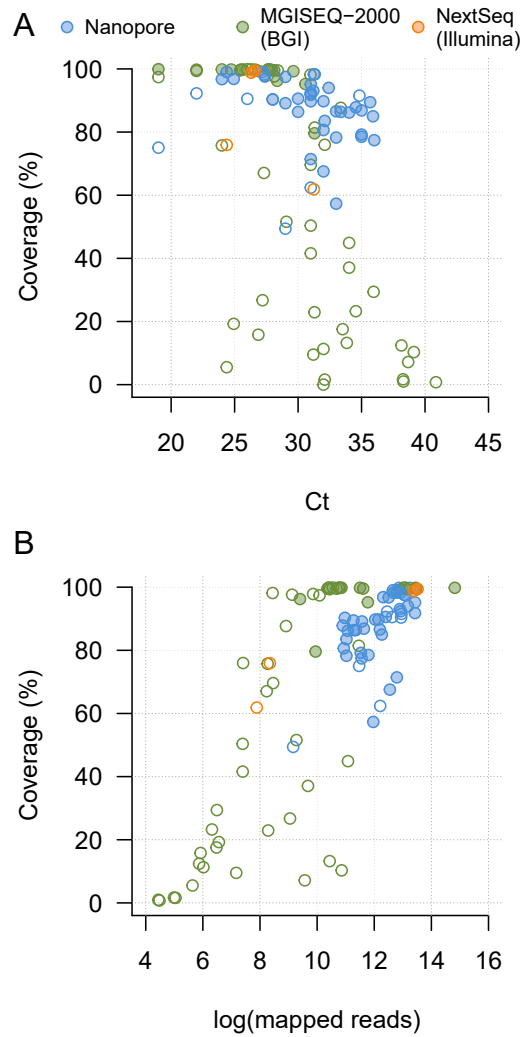 A
Nanopore
MGISEQ−2000
(BGI)
NextSeq
(Illumina)
100
80
60
40
20
0
Coverage (%)
20 25 30 35 40 45
Ct
B
100
80
60
40
20
0
Coverage (%)
4 6 8 10 12 14 16
log(mapped reads)